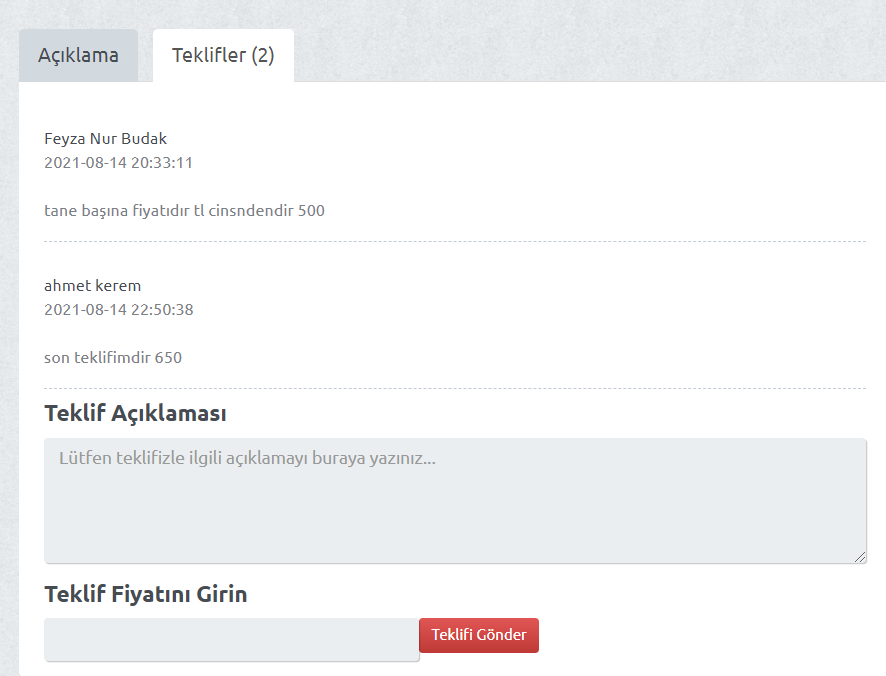 Açıklama
Teklifler (2)
Feyza Nur Budak
2021-08-14 20:33:11
tane başına fiyatıdır tl cinsndendir 500
ahmet kerem
2021-08-14 22:50:38
son teklifimdir 650
Teklif Açıklaması
Lütfen teklifizle ilgili açıklamayı buraya yazınız...
Teklif Fiyatını Girin
Teklifi Gönder